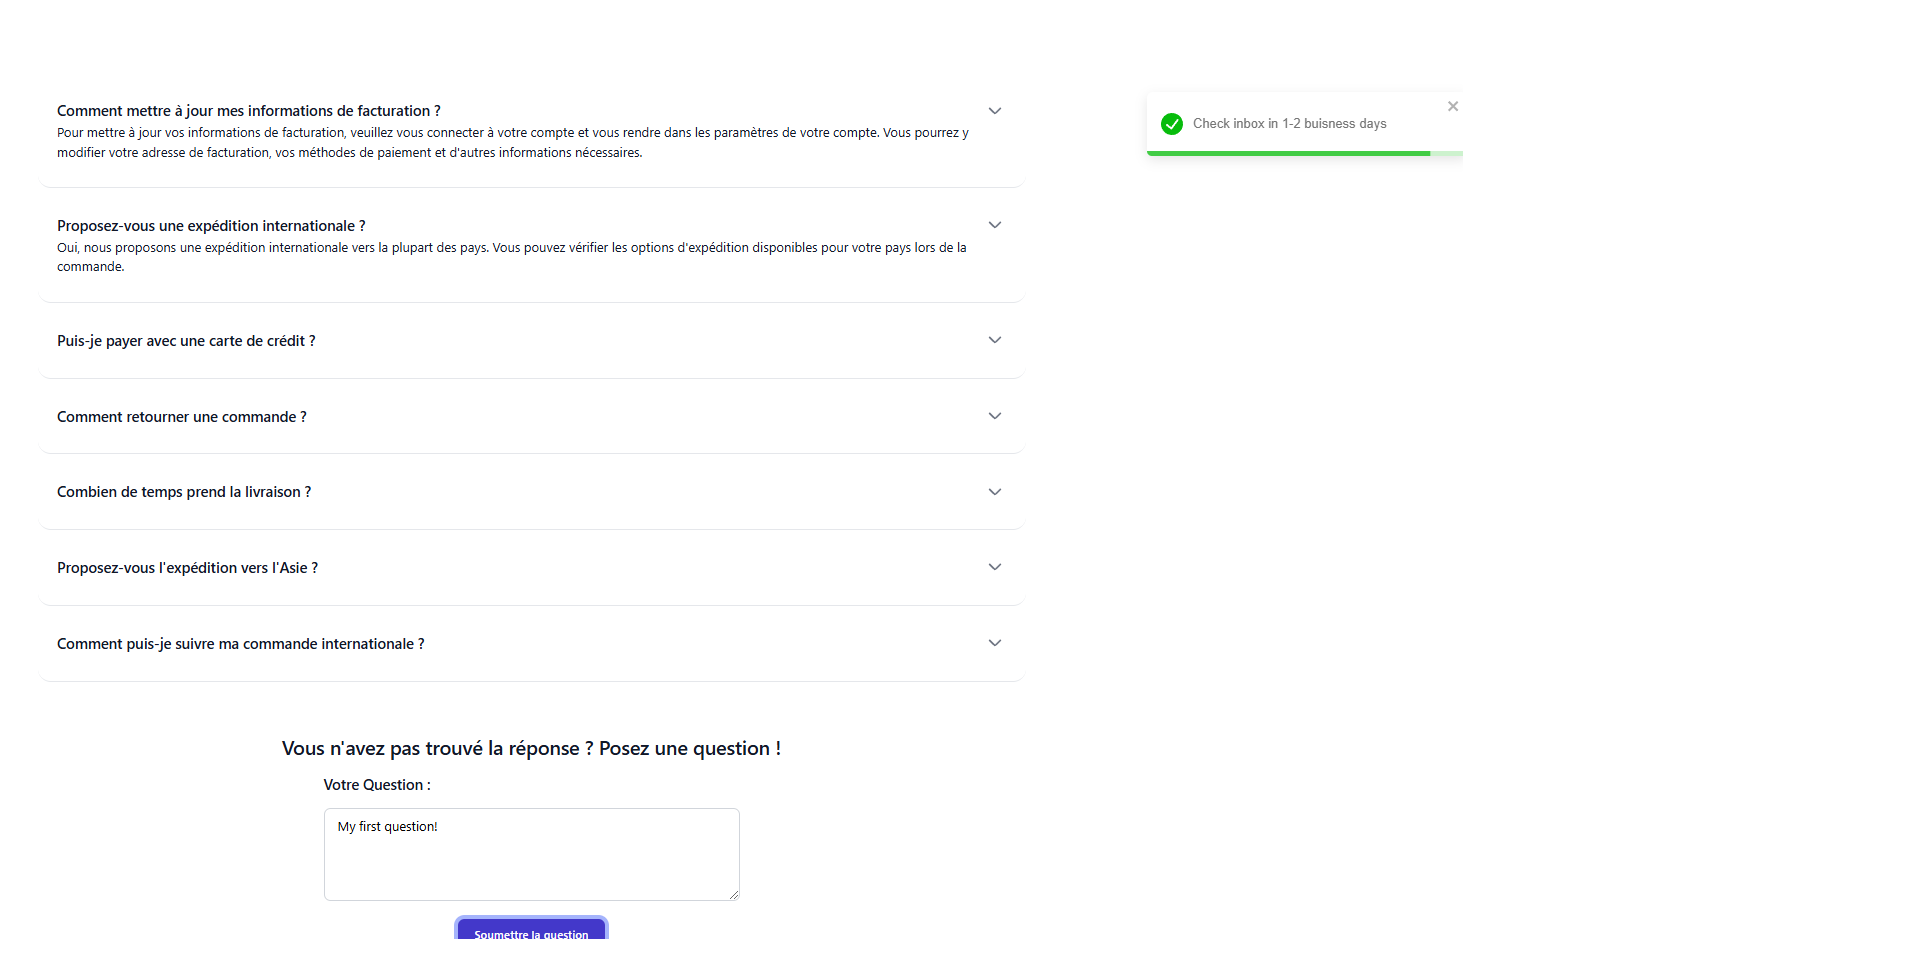 Comment mettre à jour mes informations de facturation ?
Pour mettre à jour vos informations de facturation, veuillez vous connecter à votre compte et vous rendre dans les paramètres de votre compte. Vous pourrez y
modifier votre adresse de facturation, vos méthodes de paiement et d'autres informations nécessaires.
Check inbox in 1-2 buisness days
Proposez-vous une expédition internationale ?
Oui, nous proposons une expédition internationale vers la plupart des pays. Vous pouvez vérifier les options d'expédition disponibles pour votre pays lors de la
commande.
Puis-je payer avec une carte de crédit ?
Comment retourner une commande ?
Combien de temps prend la livraison ?
Proposez-vous l'expédition vers l'Asie ?
Comment puis-je suivre ma commande internationale ?
Vous n'avez pas trouvé la réponse ? Posez une question !
Votre Question :
My first question!
Soumettre la question